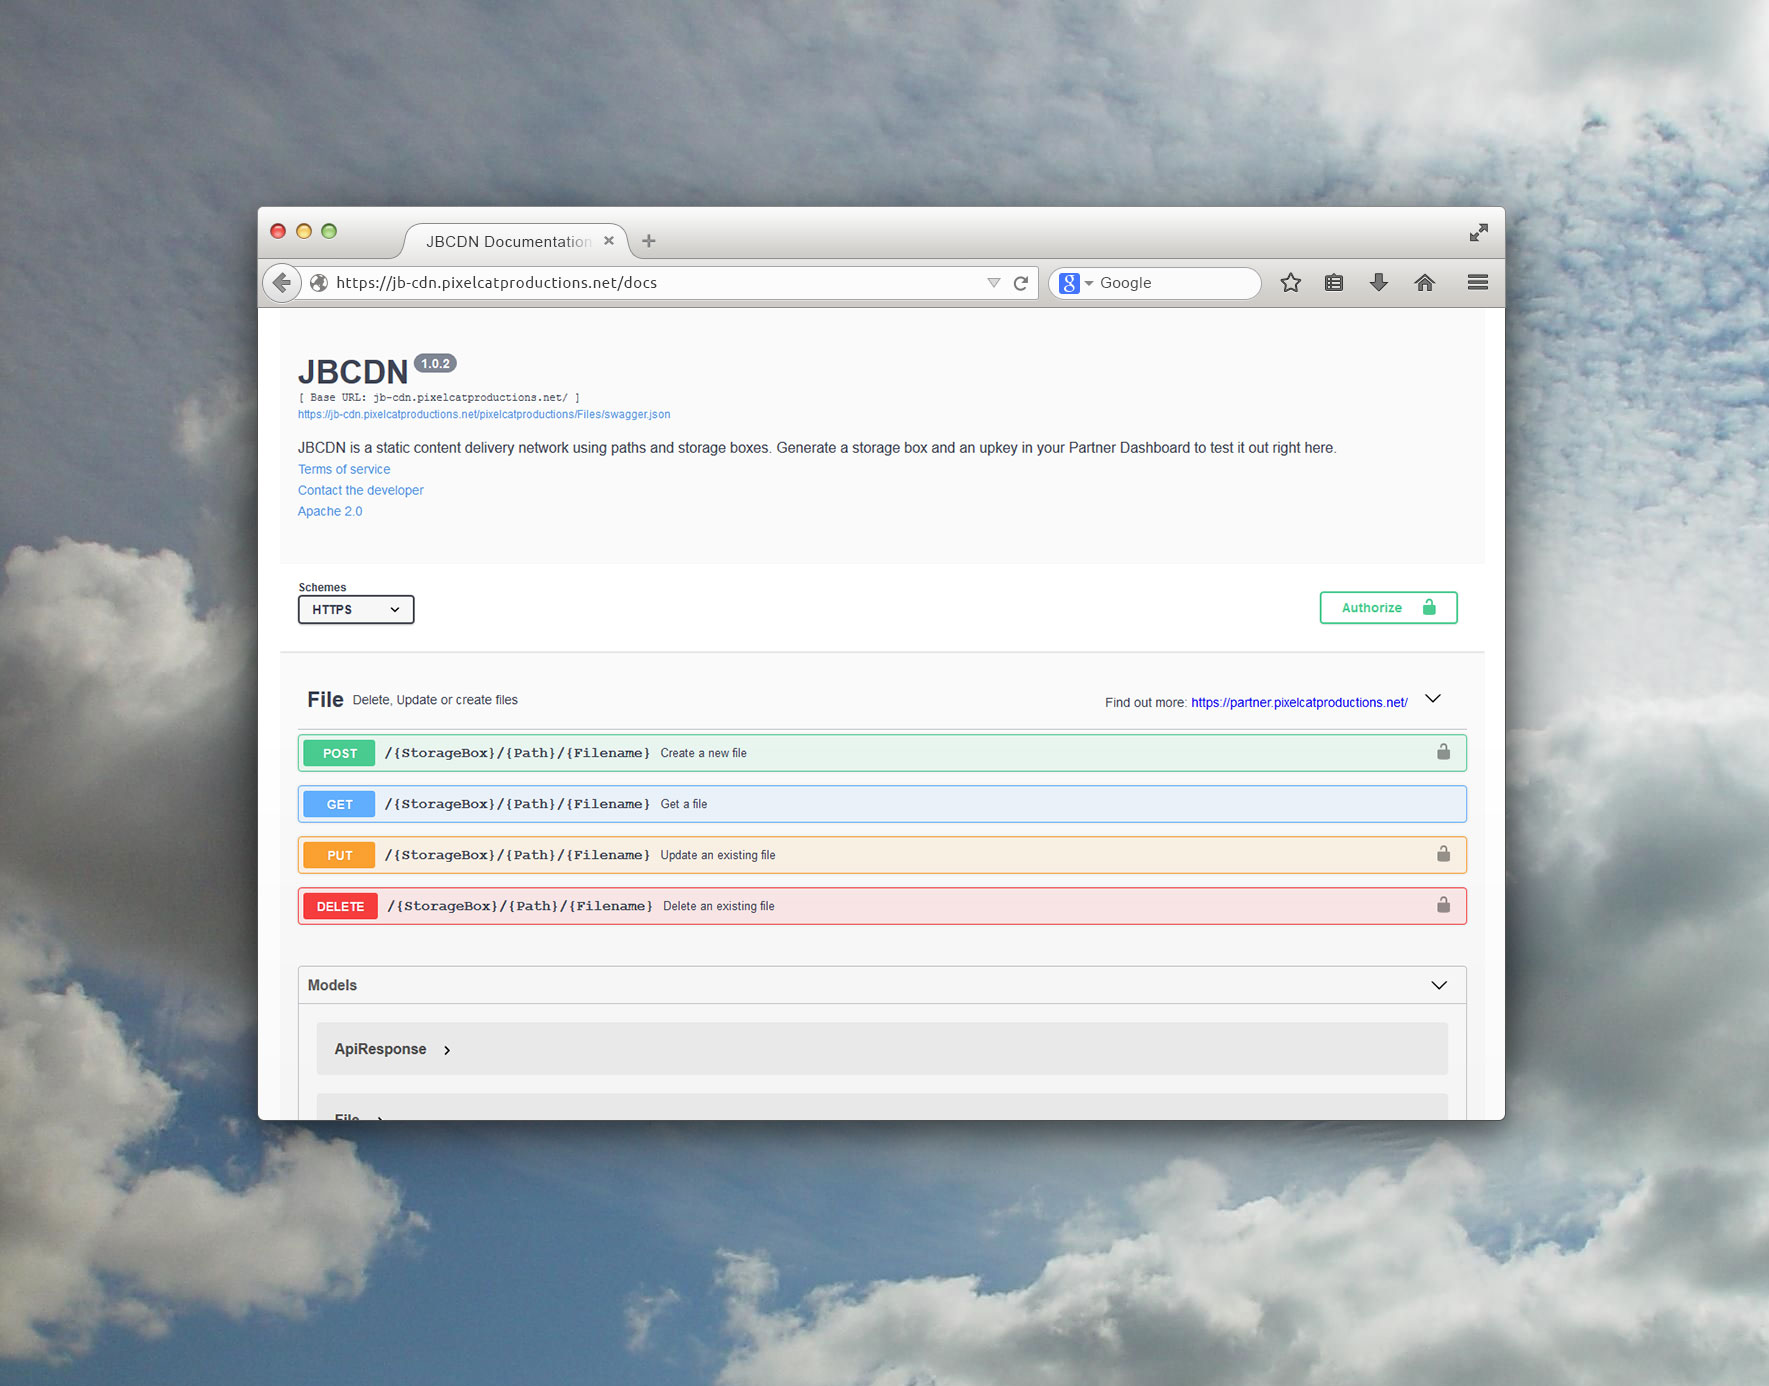 JBCDN Documentation
https://jb-cdn.pixelcatproductions.net/docs
Google
JBCDN 1.0.2
[ Base URL: jb-cdn.pixelcatproductions.net/ ]
https://jb-cdn.pixelcatproductions.net/pixelcatproductions/Files/swagger.json
JBCDN is a static content delivery network using paths and storage boxes. Generate a storage box and an upkey in your Partner Dashboard to test it out right here.
Terms of service
Contact the developer
Apache 2.0
Schemes
HTTPS
Authorize
File Delete, Update or create files
Find out more: https://partner.pixelcatproductions.net/
POST /{StorageBox}/{Path}/{Filename} Create a new file
GET /{StorageBox}/{Path}/{Filename} Get a file
PUT /{StorageBox}/{Path}/{Filename} Update an existing file
DELETE /{StorageBox}/{Path}/{Filename} Delete an existing file
Models
ApiResponse
File